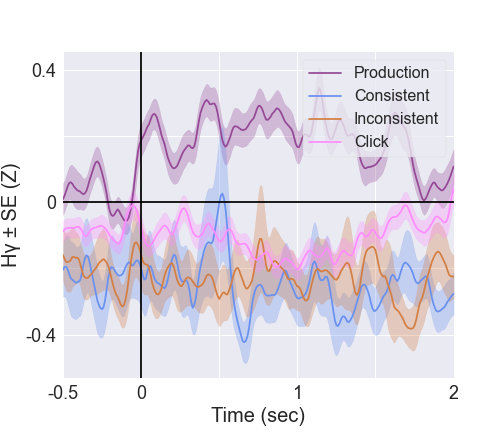 Production
Consistent
Inconsistent
Click
0.4
0
-0.4
Hγ ± SE (Z)
-0.5
0
1
2
Time (sec)